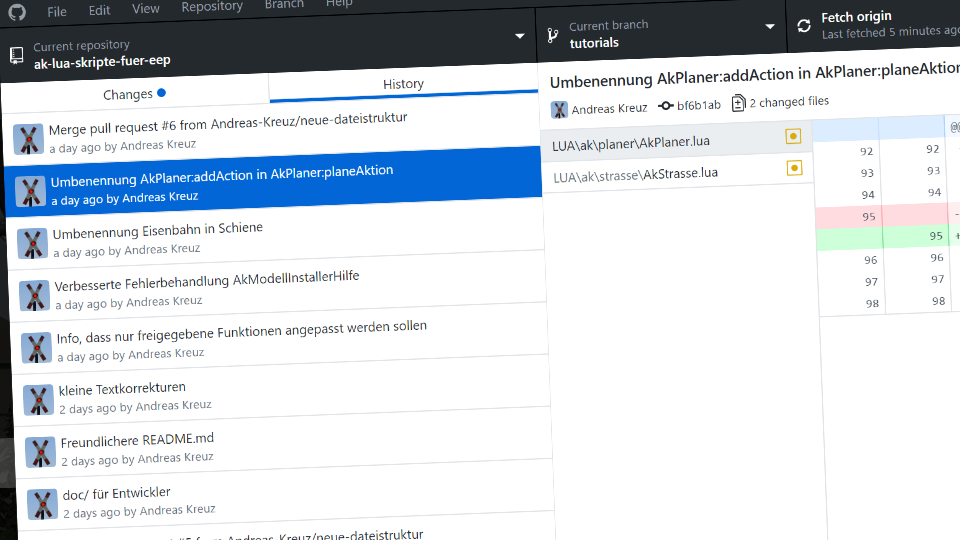 File Edit View Repository Branch Help
Current repository
ak-lua-skripte-fuer-eep
Current branch
tutorials
Fetch origin
Last fetched 5 minutes ago
Changes
History
Merge pull request #6 from Andreas-Kreuz/neue-dateistruktur
a day ago by Andreas Kreuz
Umbenennung AkPlaner:addAction in AkPlaner:planeAktion
a day ago by Andreas Kreuz
Umbenennung Eisenbahn in Schiene
a day ago by Andreas Kreuz
Verbesserte Fehlerbehandlung AkModellInstallerHilfe
a day ago by Andreas Kreuz
Info, dass nur freigegebene Funktionen angepasst werden sollen
a day ago by Andreas Kreuz
kleine Textkorrekturen
2 days ago by Andreas Kreuz
Freundlichere README.md
2 days ago by Andreas Kreuz
doc/ für Entwickler
2 days ago by Andreas Kreuz
#5 from Andreas-Kreuz/neue-dateistruktur
Umbenennung AkPlaner:addAction in AkPlaner:planeAktion
Andreas Kreuz bf6b1ab 2 changed files
LUA\ak\planer\AkPlaner.lua
LUA\ak\strasse\AkStrasse.lua
92 92
93 93
94 94
95 -
95 +
96 96
97 97
98 98